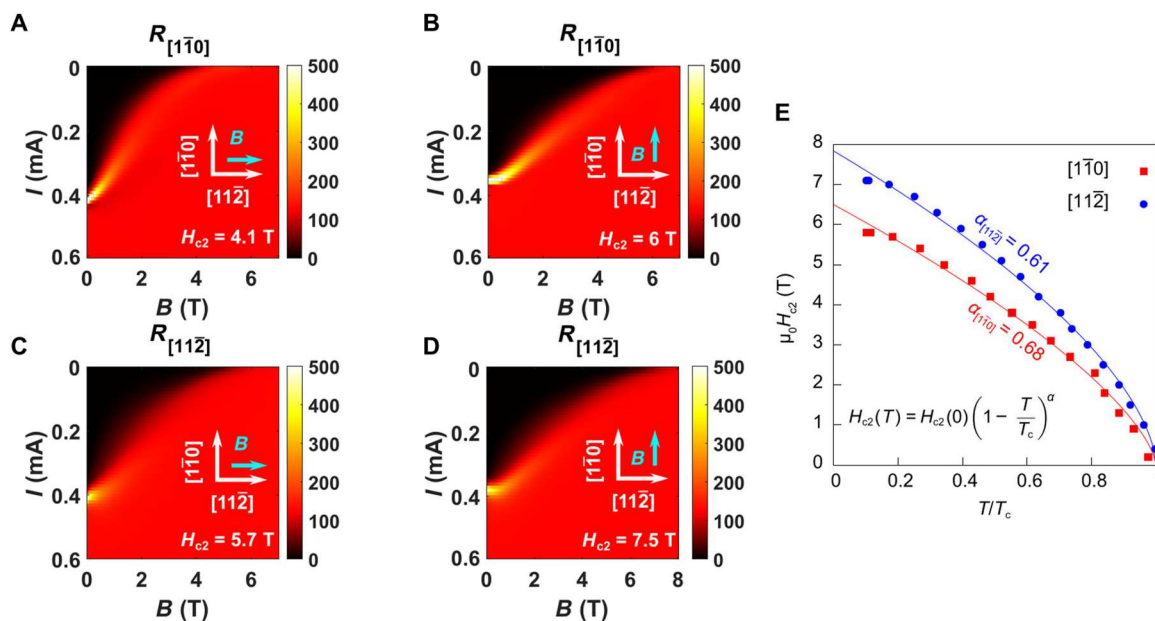 A
R[11̅0]
I (mA)
0
0.2
0.4
0.6
0
2
4
6
B (T)
500
400
300
200
100
0
[11̅0]
B
[112̅]
Hc2 = 4.1 T
B
R[11̅0]
I (mA)
0
0.2
0.4
0.6
0
2
4
6
B (T)
500
400
300
200
100
0
[11̅0]
B
[112̅]
Hc2 = 6 T
C
R[112̅]
I (mA)
0
0.2
0.4
0.6
0
2
4
6
B (T)
500
400
300
200
100
0
[11̅0]
B
[112̅]
Hc2 = 5.7 T
D
R[112̅]
I (mA)
0
0.2
0.4
0.6
0
2
4
6
8
B (T)
500
400
300
200
100
0
[11̅0]
B
[112̅]
Hc2 = 7.5 T
E
μ0Hc2 (T)
8
7
6
5
4
3
2
1
0
[11̅0]
[112̅]
α[112̅] = 0.61
α[11̅0] = 0.68
Hc2(T) = Hc2(0) (1 − T/Tc)^α
0
0.2
0.4
0.6
0.8
T/Tc